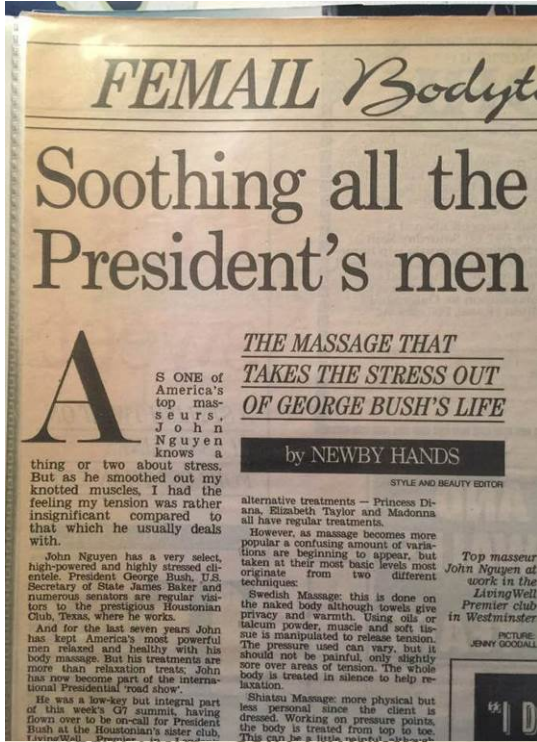 FEMAIL Bodyt
Soothing all the
President's men
THE MASSAGE THAT
TAKES THE STRESS OUT
OF GEORGE BUSH'S LIFE
by NEWBY HANDS
STYLE AND BEAUTY EDITOR
AS ONE of
America's
top mas-
seurs,
John
Nguyen
knows a
thing or two about stress.
But as he smoothed out my
knotted muscles, I had the
feeling my tension was rather
insignificant compared to
that which he usually deals
with.
John Nguyen has a very select,
high-powered and highly stressed cli-
entele. President George Bush, U.S.
Secretary of State James Baker and
numerous senators are regular visi-
tors to the prestigious Houstonian
Club, Texas, where he works.
And for the last seven years John
has kept America's most powerful
men relaxed and healthy with his
body massage. But his treatments are
more than relaxation treats; John
has now become part of the interna-
tional Presidential 'road show'.
He was a low-key but integral part
of this week's G7 summit, having
flown over to be on-call for President
Bush at the Houstonian's sister club,
LivingWell Premier in
alternative treatments — Princess Di-
ana, Elizabeth Taylor and Madonna
all have regular treatments.
However, as massage becomes more
popular a confusing amount of varia-
tions are beginning to appear, but
taken at their most basic levels most
originate from two different
techniques:
Swedish Massage: this is done on
the naked body although towels give
privacy and warmth. Using oils or
talcum powder, muscle and soft tis-
sue is manipulated to release tension.
The pressure used can vary, but it
should not be painful, only slightly
sore over areas of tension. The whole
body is treated in silence to help re-
laxation.
Shiatsu Massage: more physical but
less personal since the client is
dressed. Working on pressure points,
the body is treated from top to toe.
This can be a little painful although
Top masseur
John Nguyen at
work in the
LivingWell
Premier club
in Westminster
PICTURE:
JENNY GOODALL
"I D